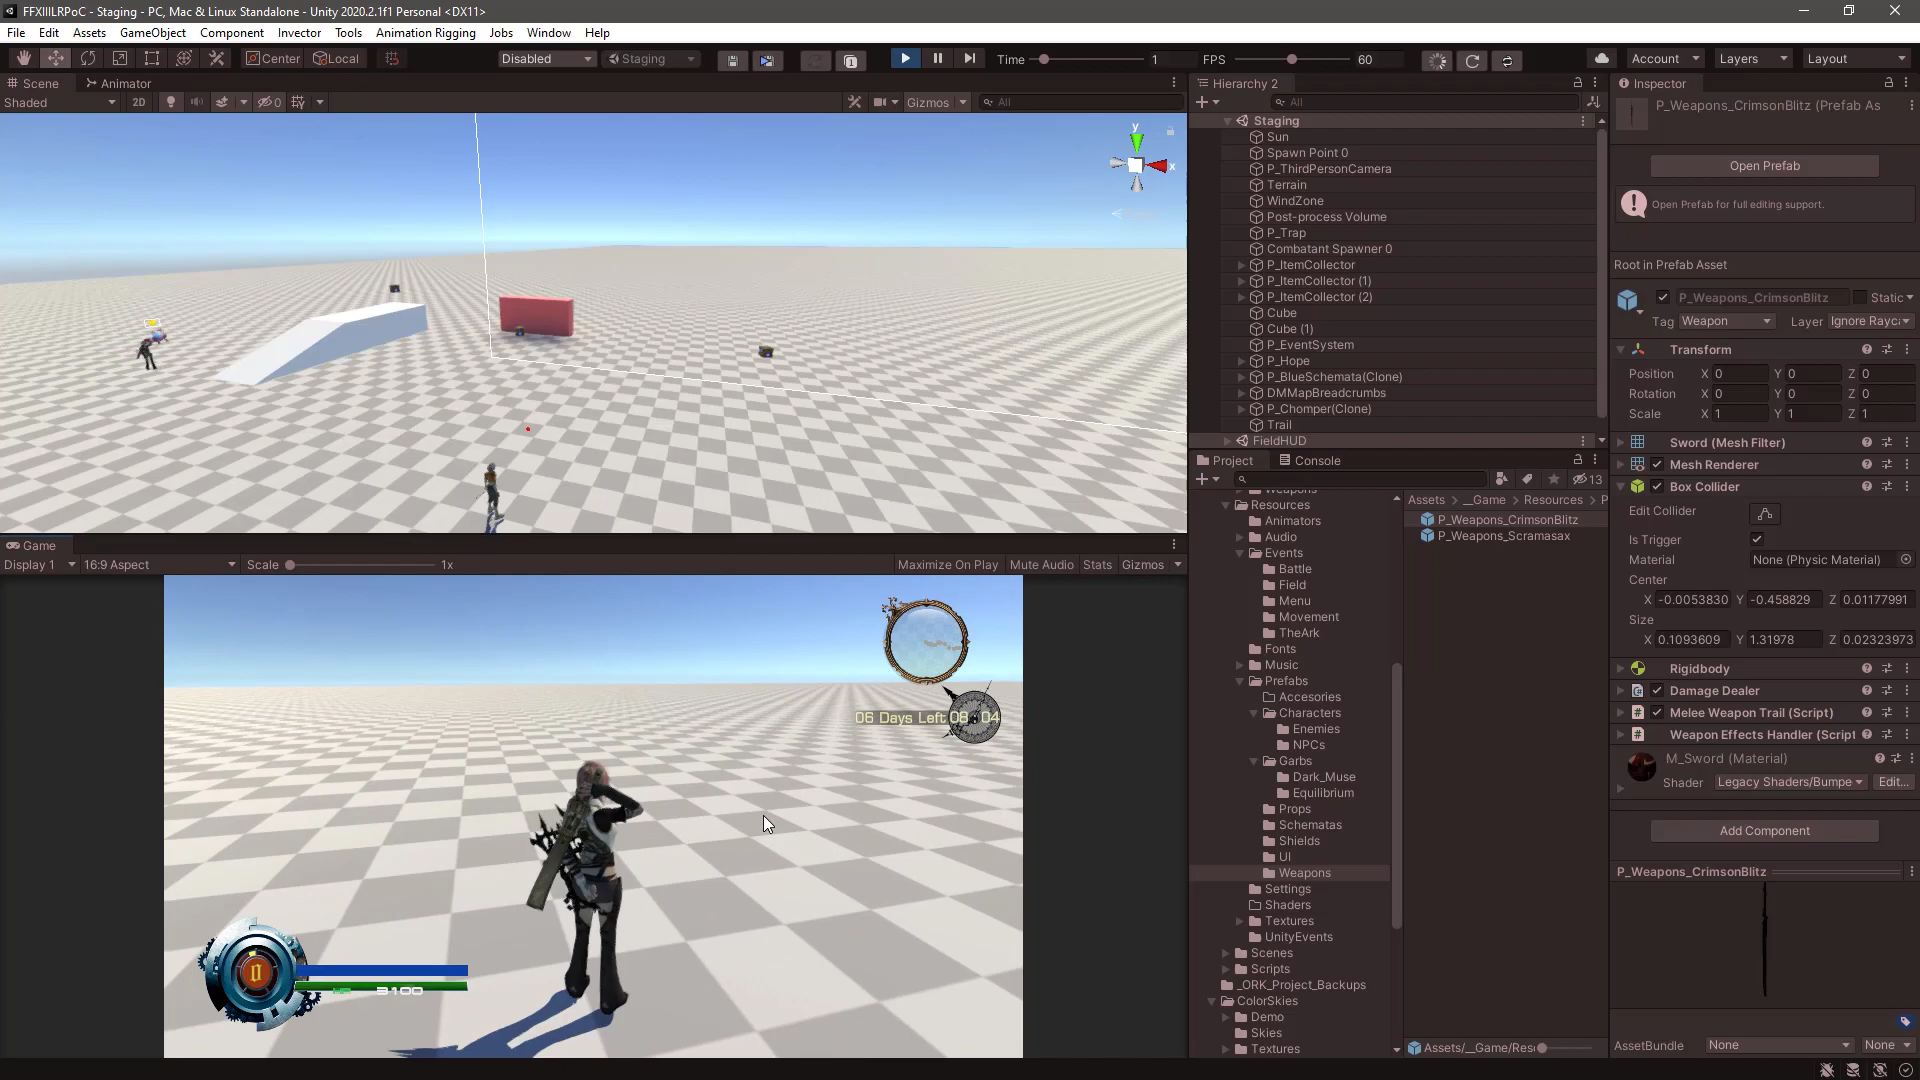 FFXIIILRPoC - Staging - PC, Mac & Linux Standalone - Unity 2020.2.1f1 Personal <DX11>
File Edit Assets GameObject Component Invector Tools Animation Rigging Jobs Window Help
Center Local Disabled Staging Time 1 FPS 60 Account Layers Layout
Scene Animator
Shaded 2D 0 Gizmos All
y
x
Game
Display 1 16:9 Aspect Scale 1x Maximize On Play Mute Audio Stats Gizmos
06 Days Left 08 04
0
HP 3100
Hierarchy 2
All
Staging
Sun
Spawn Point 0
P_ThirdPersonCamera
Terrain
WindZone
Post-process Volume
P_Trap
Combatant Spawner 0
P_ItemCollector
P_ItemCollector (1)
P_ItemCollector (2)
Cube
Cube (1)
P_EventSystem
P_Hope
P_BlueSchemata(Clone)
DMMapBreadcrumbs
P_Chomper(Clone)
Trail
FieldHUD
Project Console
13
Weapons
Resources
Animators
Audio
Events
Battle
Field
Menu
Movement
TheArk
Fonts
Music
Prefabs
Accesories
Characters
Enemies
NPCs
Garbs
Dark_Muse
Equilibrium
Props
Schematas
Shields
UI
Weapons
Settings
Shaders
Textures
UnityEvents
Scenes
Scripts
_ORK_Project_Backups
ColorSkies
Demo
Skies
Textures
Assets > __Game > Resources > P
P_Weapons_CrimsonBlitz
P_Weapons_Scramasax
Assets/__Game/Res
Inspector
P_Weapons_CrimsonBlitz (Prefab As
Open Prefab
Open Prefab for full editing support.
Root in Prefab Asset
P_Weapons_CrimsonBlitz Static
Tag Weapon Layer Ignore Rayca
Transform
Position X 0 Y 0 Z 0
Rotation X 0 Y 0 Z 0
Scale X 1 Y 1 Z 1
Sword (Mesh Filter)
Mesh Renderer
Box Collider
Edit Collider
Is Trigger
Material None (Physic Material)
Center
X -0.0053830 Y -0.458829 Z 0.01177991
Size
X 0.1093609 Y 1.31978 Z 0.02323973
Rigidbody
Damage Dealer
Melee Weapon Trail (Script)
Weapon Effects Handler (Script
M_Sword (Material)
Shader Legacy Shaders/Bumpe Edit...
Add Component
P_Weapons_CrimsonBlitz
AssetBundle None None